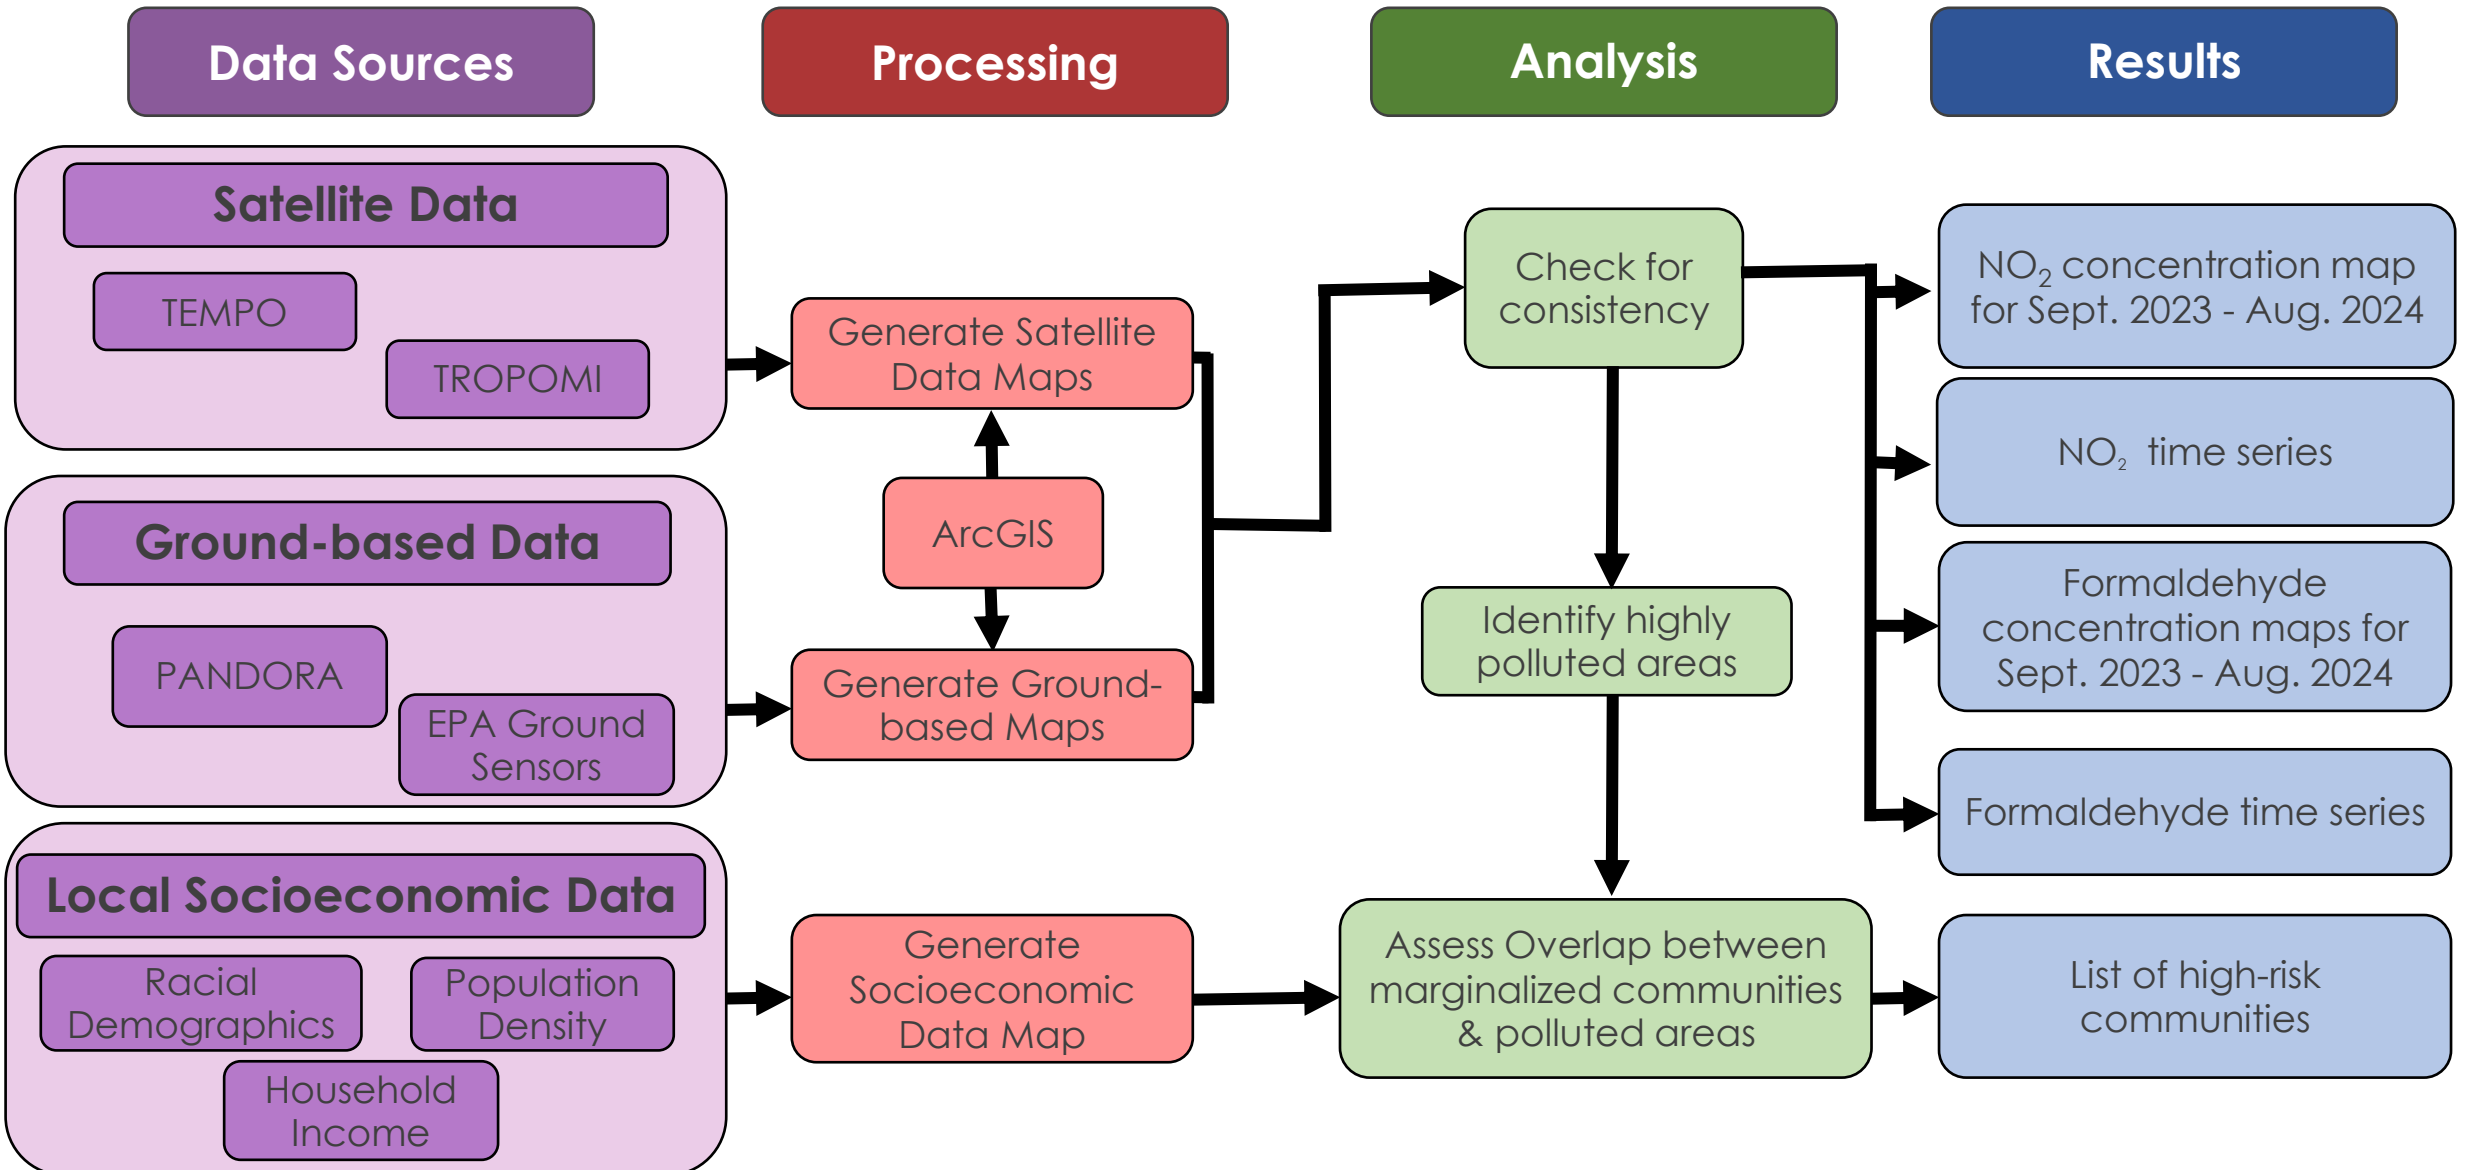 Data Sources
Processing
Analysis
Results
Satellite Data
TEMPO
TROPOMI
Ground-based Data
PANDORA
EPA Ground
Sensors
Local Socioeconomic Data
Racial
Demographics
Population
Density
Household
Income
Generate Satellite
Data Maps
ArcGIS
Generate Ground-
based Maps
Generate
Socioeconomic
Data Map
Check for
consistency
Identify highly
polluted areas
Assess Overlap between
marginalized communities
& polluted areas
NO₂ concentration map
for Sept. 2023 - Aug. 2024
NO₂ time series
Formaldehyde
concentration maps for
Sept. 2023 - Aug. 2024
Formaldehyde time series
List of high-risk
communities